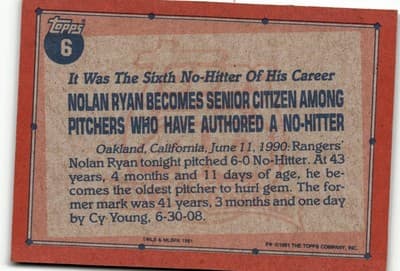 Topps
6
It Was The Sixth No-Hitter Of His Career
NOLAN RYAN BECOMES SENIOR CITIZEN AMONG
PITCHERS WHO HAVE AUTHORED A NO-HITTER
Oakland, California, June 11, 1990: Rangers'
Nolan Ryan tonight pitched 6-0 No-Hitter. At 43
years, 4 months and 11 days of age, he be-
comes the oldest pitcher to hurl gem. The for-
mer mark was 41 years, 3 months and one day
by Cy Young, 6-30-08.
©MLB & MLBPA 1991
©1991 THE TOPPS COMPANY, INC.